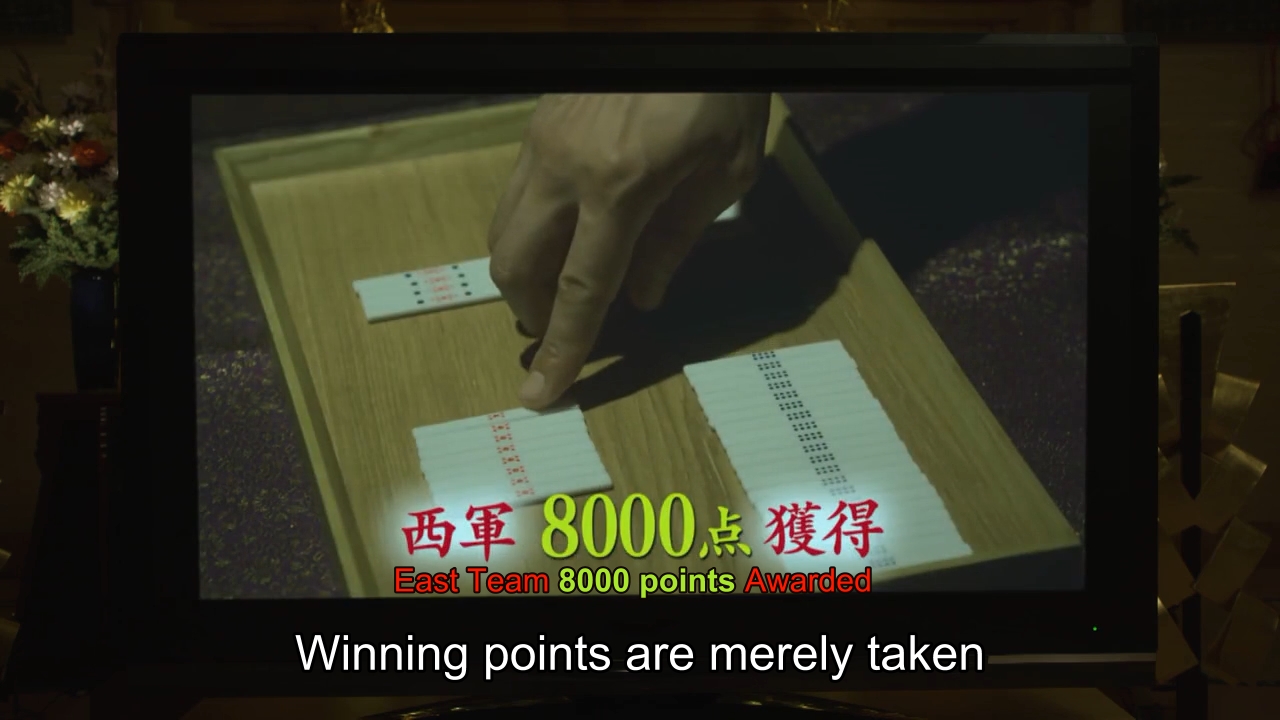 西軍 8000点 獲得
East Team 8000 points Awarded
Winning points are merely taken